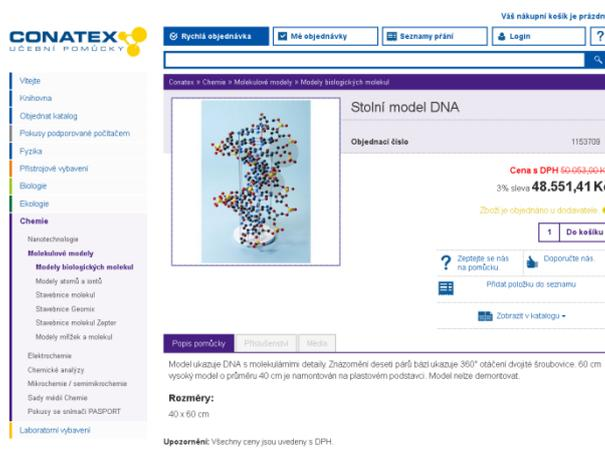 Váš nákupní košík je prázdn
CONATEX
UČEBNÍ POMŮCKY
Rychlá objednávka
Mé objednávky
Seznamy přání
Login
?
Vítejte
Knihovna
Objednat katalog
Pokusy podporované počítačem
Fyzika
Přístrojové vybavení
Biologie
Ekologie
Chemie
Nanotechnologie
Molekulové modely
Modely biologických molekul
Modely atomů a iontů
Stavebnice molekul
Stavebnice Geomix
Stavebnice molekul Zepter
Modely mřížek a molekul
Elektrochemie
Chemické analýzy
Mikrochemie / semimikrochemie
Sady médií Chemie
Pokusy se snímači PASPORT
Laboratorní vybavení
Conatex » Chemie » Molekulové modely » Modely biologických molekul
Stolní model DNA
Objednací číslo 1153709
Cena s DPH 50.053,00 K
3% sleva 48.551,41 Kč
Zboží je objednáno u dodavatele.
1 Do košíku
Zeptejte se nás na pomůcku
Doporučte nás.
Přidat položku do seznamu
Zobrazit v katalogu
Popis pomůcky
Příslušenství
Média
Model ukazuje DNA s molekulárními detaily. Znázornění deseti párů bází ukazuje 360° otáčení dvojité šroubovice. 60 cm
vysoký model o průměru 40 cm je namontován na plastovém podstavci. Model nelze demontovat.
Rozměry:
40 x 60 cm
Upozornění: Všechny ceny jsou uvedeny s DPH.